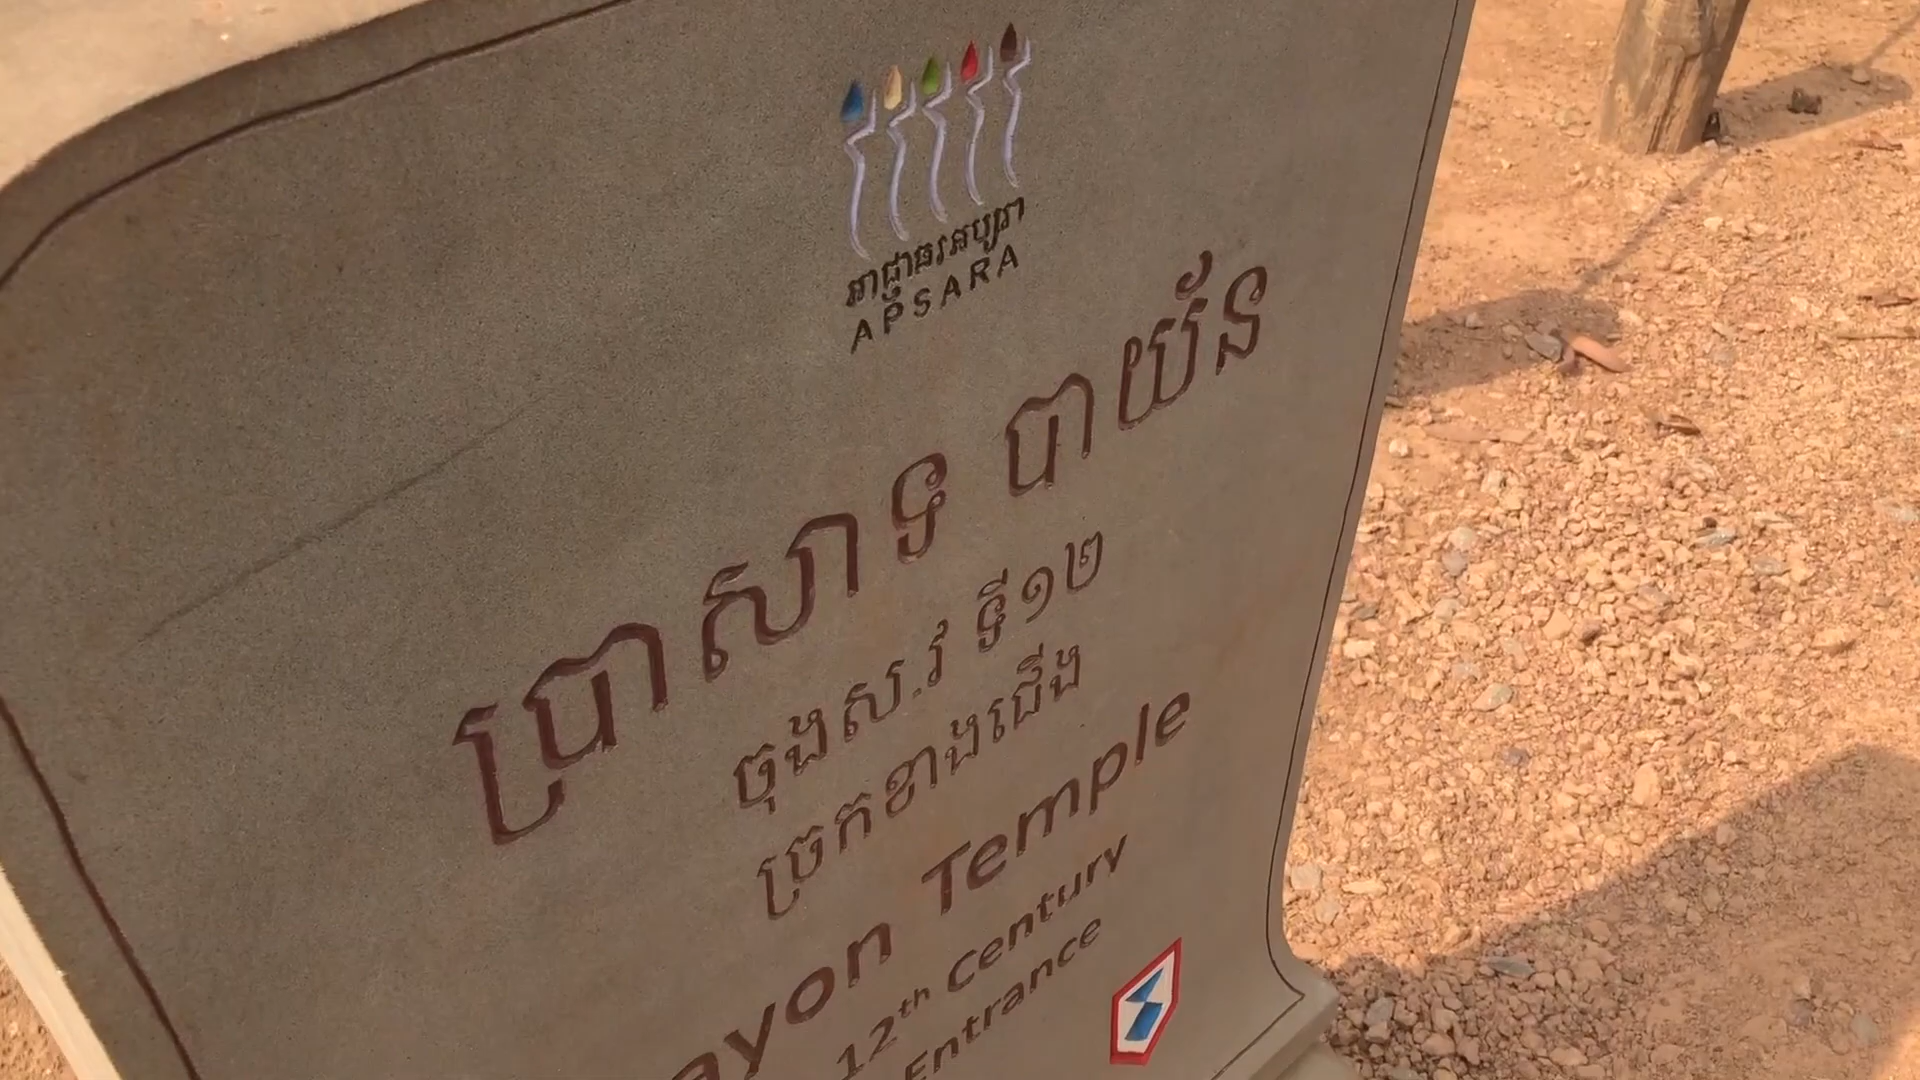 អាជ្ញាធរអប្សរា
APSARA
ប្រាសាទ បាយ័ន
ចុងស.វ ទី១២
ច្រកខាងជើង
ayon Temple
12th Century
Entrance